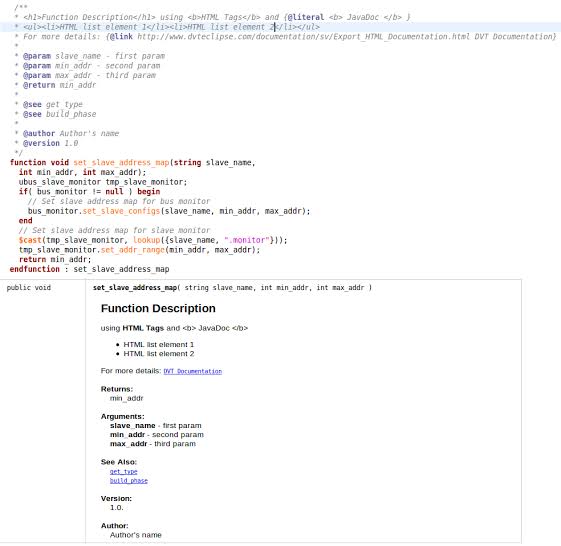 /**
* <h1>Function Description</h1> using <b>HTML Tags</b> and {@literal <b> JavaDoc </b> }
* <ul><li>HTML list element 1</li><li>HTML list element 2</li></ul>
* For more details: {@link http://www.dvteclipse.com/documentation/sv/Export_HTML_Documentation.html DVT Documentation}
*
* @param slave_name - first param
* @param min_addr - second param
* @param max_addr - third param
* @return min_addr
*
* @see get_type
* @see build_phase
*
* @author Author's name
* @version 1.0
*/
function void set_slave_address_map(string slave_name,
int min_addr, int max_addr);
ubus_slave_monitor tmp_slave_monitor;
if( bus_monitor != null ) begin
// Set slave address map for bus monitor
bus_monitor.set_slave_configs(slave_name, min_addr, max_addr);
end
// Set slave address map for slave monitor
$cast(tmp_slave_monitor, lookup({slave_name, ".monitor"}));
tmp_slave_monitor.set_addr_range(min_addr, max_addr);
return min_addr;
endfunction : set_slave_address_map
public void set_slave_address_map( string slave_name, int min_addr, int max_addr )
Function Description
using HTML Tags and <b> JavaDoc </b>
• HTML list element 1
• HTML list element 2
For more details: DVT Documentation
Returns:
min_addr
Arguments:
slave_name - first param
min_addr - second param
max_addr - third param
See Also:
get_type
build_phase
Version:
1.0.
Author:
Author's name